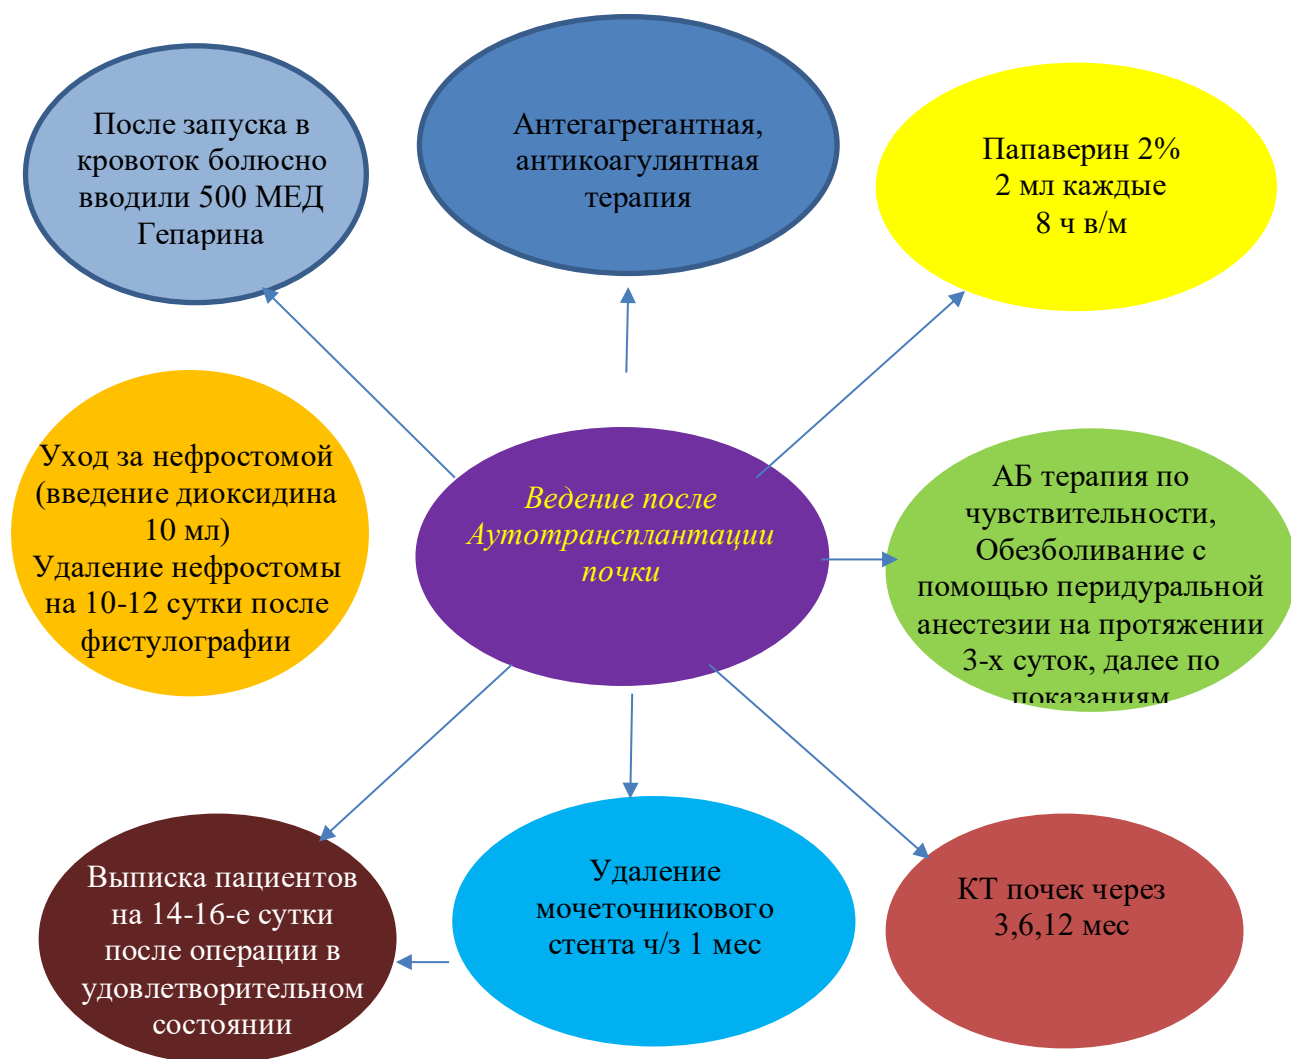 После запуска в
кровоток болюсно
вводили 500 МЕД
Гепарина
Антегагрегантная,
антикоагулянтная
терапия
Папаверин 2%
2 мл каждые
8 ч в/м
Уход за нефростомой
(введение диоксидина
10 мл)
Удаление нефростомы
на 10-12 сутки после
фистулографии
Ведение после
Аутотрансплантации
почки
АБ терапия по
чувствительности,
Обезболивание с
помощью перидуральной
анестезии на протяжении
3-х суток, далее по
показаниям
Выписка пациентов
на 14-16-е сутки
после операции в
удовлетворительном
состоянии
Удаление
мочеточникового
стента ч/з 1 мес
КТ почек через
3,6,12 мес